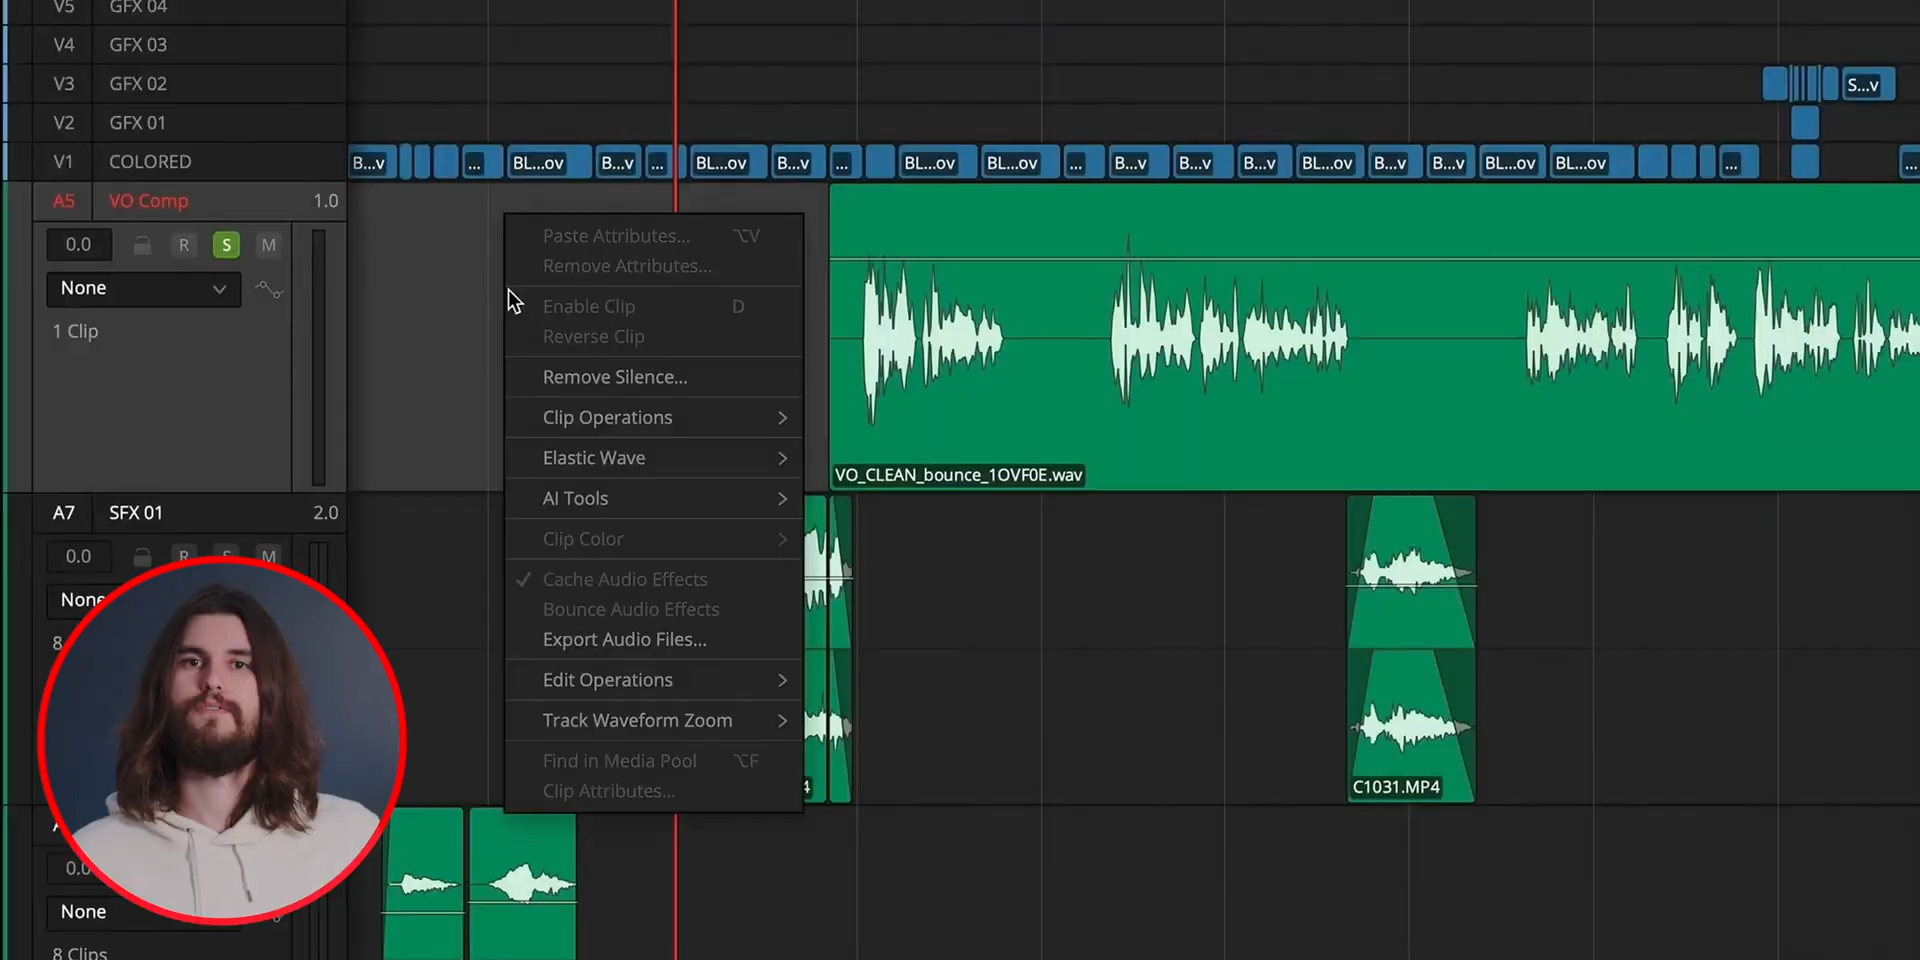 V5 GFX 04
V4 GFX 03
V3 GFX 02
S...v
V2 GFX 01
V1 COLORED
B...v ... BL...ov B...v ... BL...ov B...v ... BL...ov BL...ov ... B...v B...v B...v BL...ov B...v B...v BL...ov BL...ov ... ...
A5 VO Comp 1.0
0.0 R S M
None
1 Clip
Paste Attributes... ⌥V
Remove Attributes...
Enable Clip D
Reverse Clip
Remove Silence...
Clip Operations
Elastic Wave
AI Tools
Clip Color
Cache Audio Effects
Bounce Audio Effects
Export Audio Files...
Edit Operations
Track Waveform Zoom
Find in Media Pool ⌥F
Clip Attributes...
VO_CLEAN_bounce_1OVF0E.wav
A7 SFX 01 2.0
0.0 R S M
None
8
4
C1031.MP4
0.0
None
8 Clips